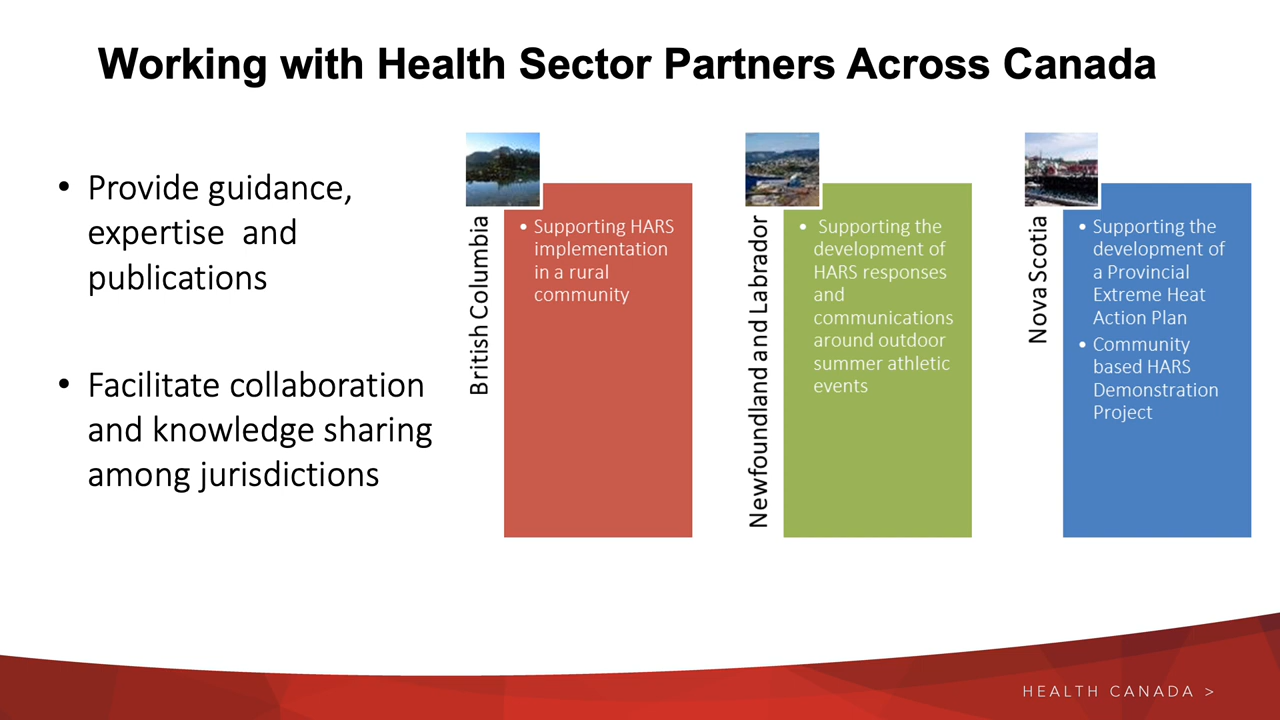 Working with Health Sector Partners Across Canada
• Provide guidance,
expertise  and
publications
• Facilitate collaboration
and knowledge sharing
among jurisdictions
British Columbia
• Supporting HARS
implementation
in a rural
community
Newfoundland and Labrador
• Supporting the
development of
HARS responses
and
communications
around outdoor
summer athletic
events
Nova Scotia
• Supporting the
development of
a Provincial
Extreme Heat
Action Plan
• Community
based HARS
Demonstration
Project
HEALTH CANADA >